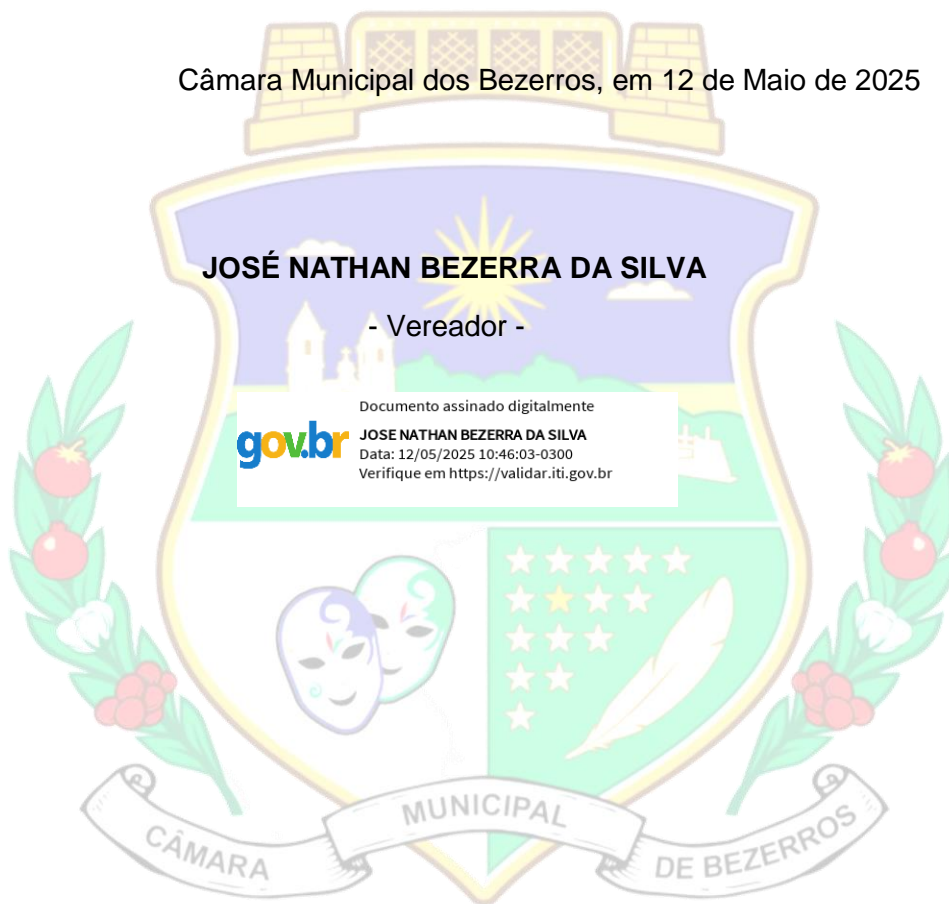 Câmara Municipal dos Bezerros, em 12 de Maio de 2025
JOSÉ NATHAN BEZERRA DA SILVA
- Vereador -
Documento assinado digitalmente
gov.br
JOSE NATHAN BEZERRA DA SILVA
Data: 12/05/2025 10:46:03-0300
Verifique em https://validar.iti.gov.br
CÂMARA MUNICIPAL DE BEZERROS